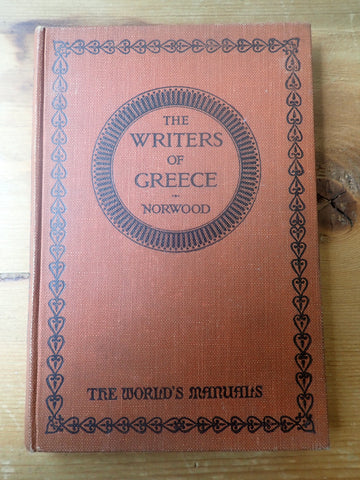 THE
WRITERS
OF
GREECE
NORWOOD
THE WORLD'S MANUALS